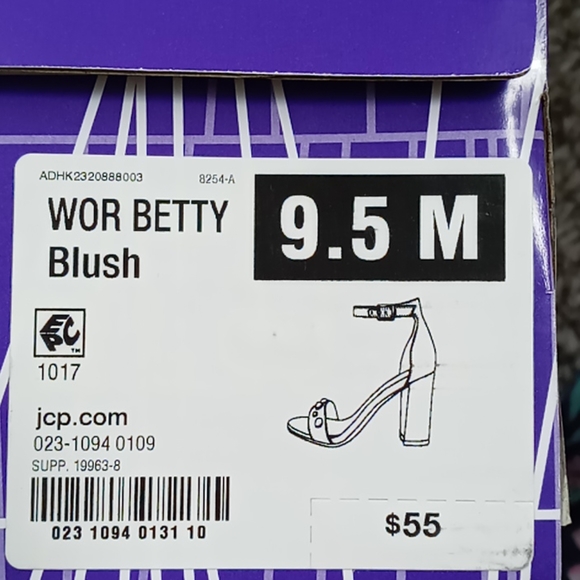 ADHK2320888003 8254-A
WOR BETTY
Blush
9.5 M
EPC™
1017
jcp.com
023-1094 0109
SUPP. 19963-8
023 1094 0131 10
$55